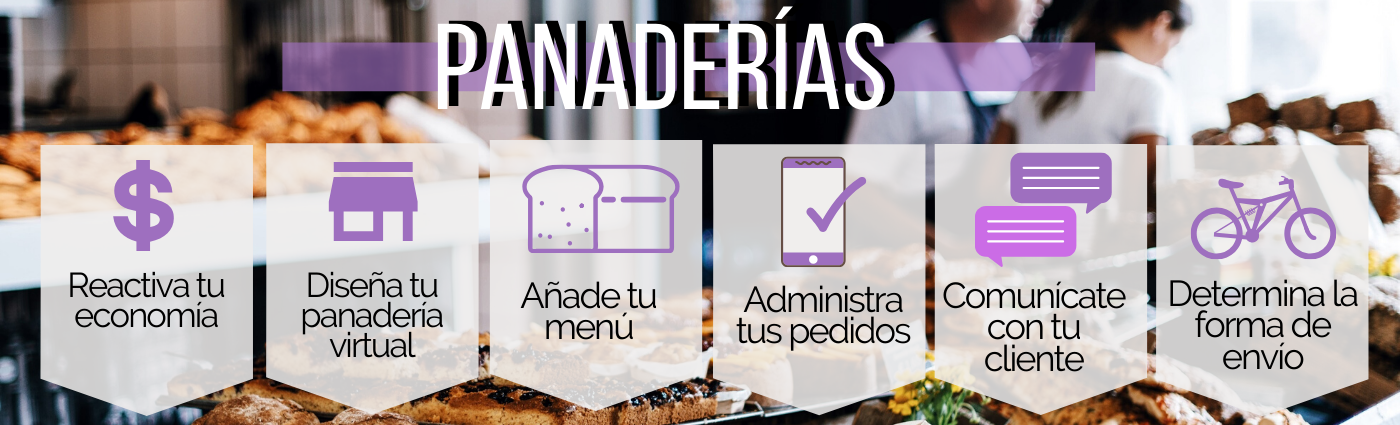 PANADERÍAS
Reactiva tu
economía
Diseña tu
panadería
virtual
Añade tu
menú
Administra
tus pedidos
Comunícate
con tu
cliente
Determina la
forma de
envío